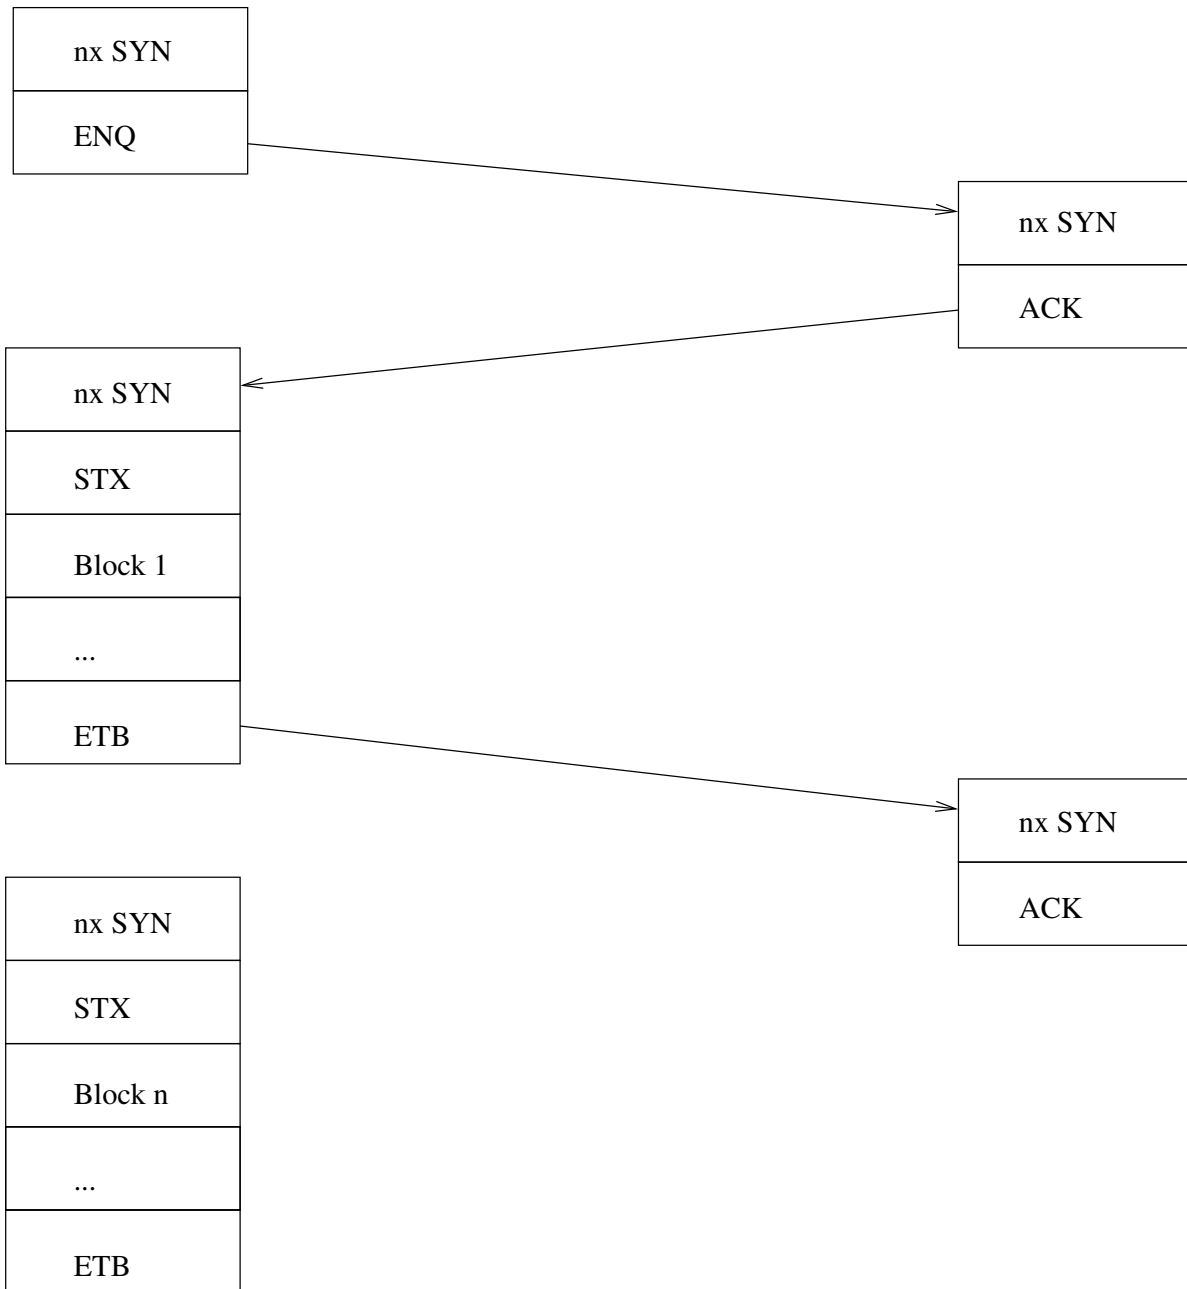 nx SYN
ENQ
nx SYN
ACK
nx SYN
STX
Block 1
...
ETB
nx SYN
ACK
nx SYN
STX
Block n
...
ETB